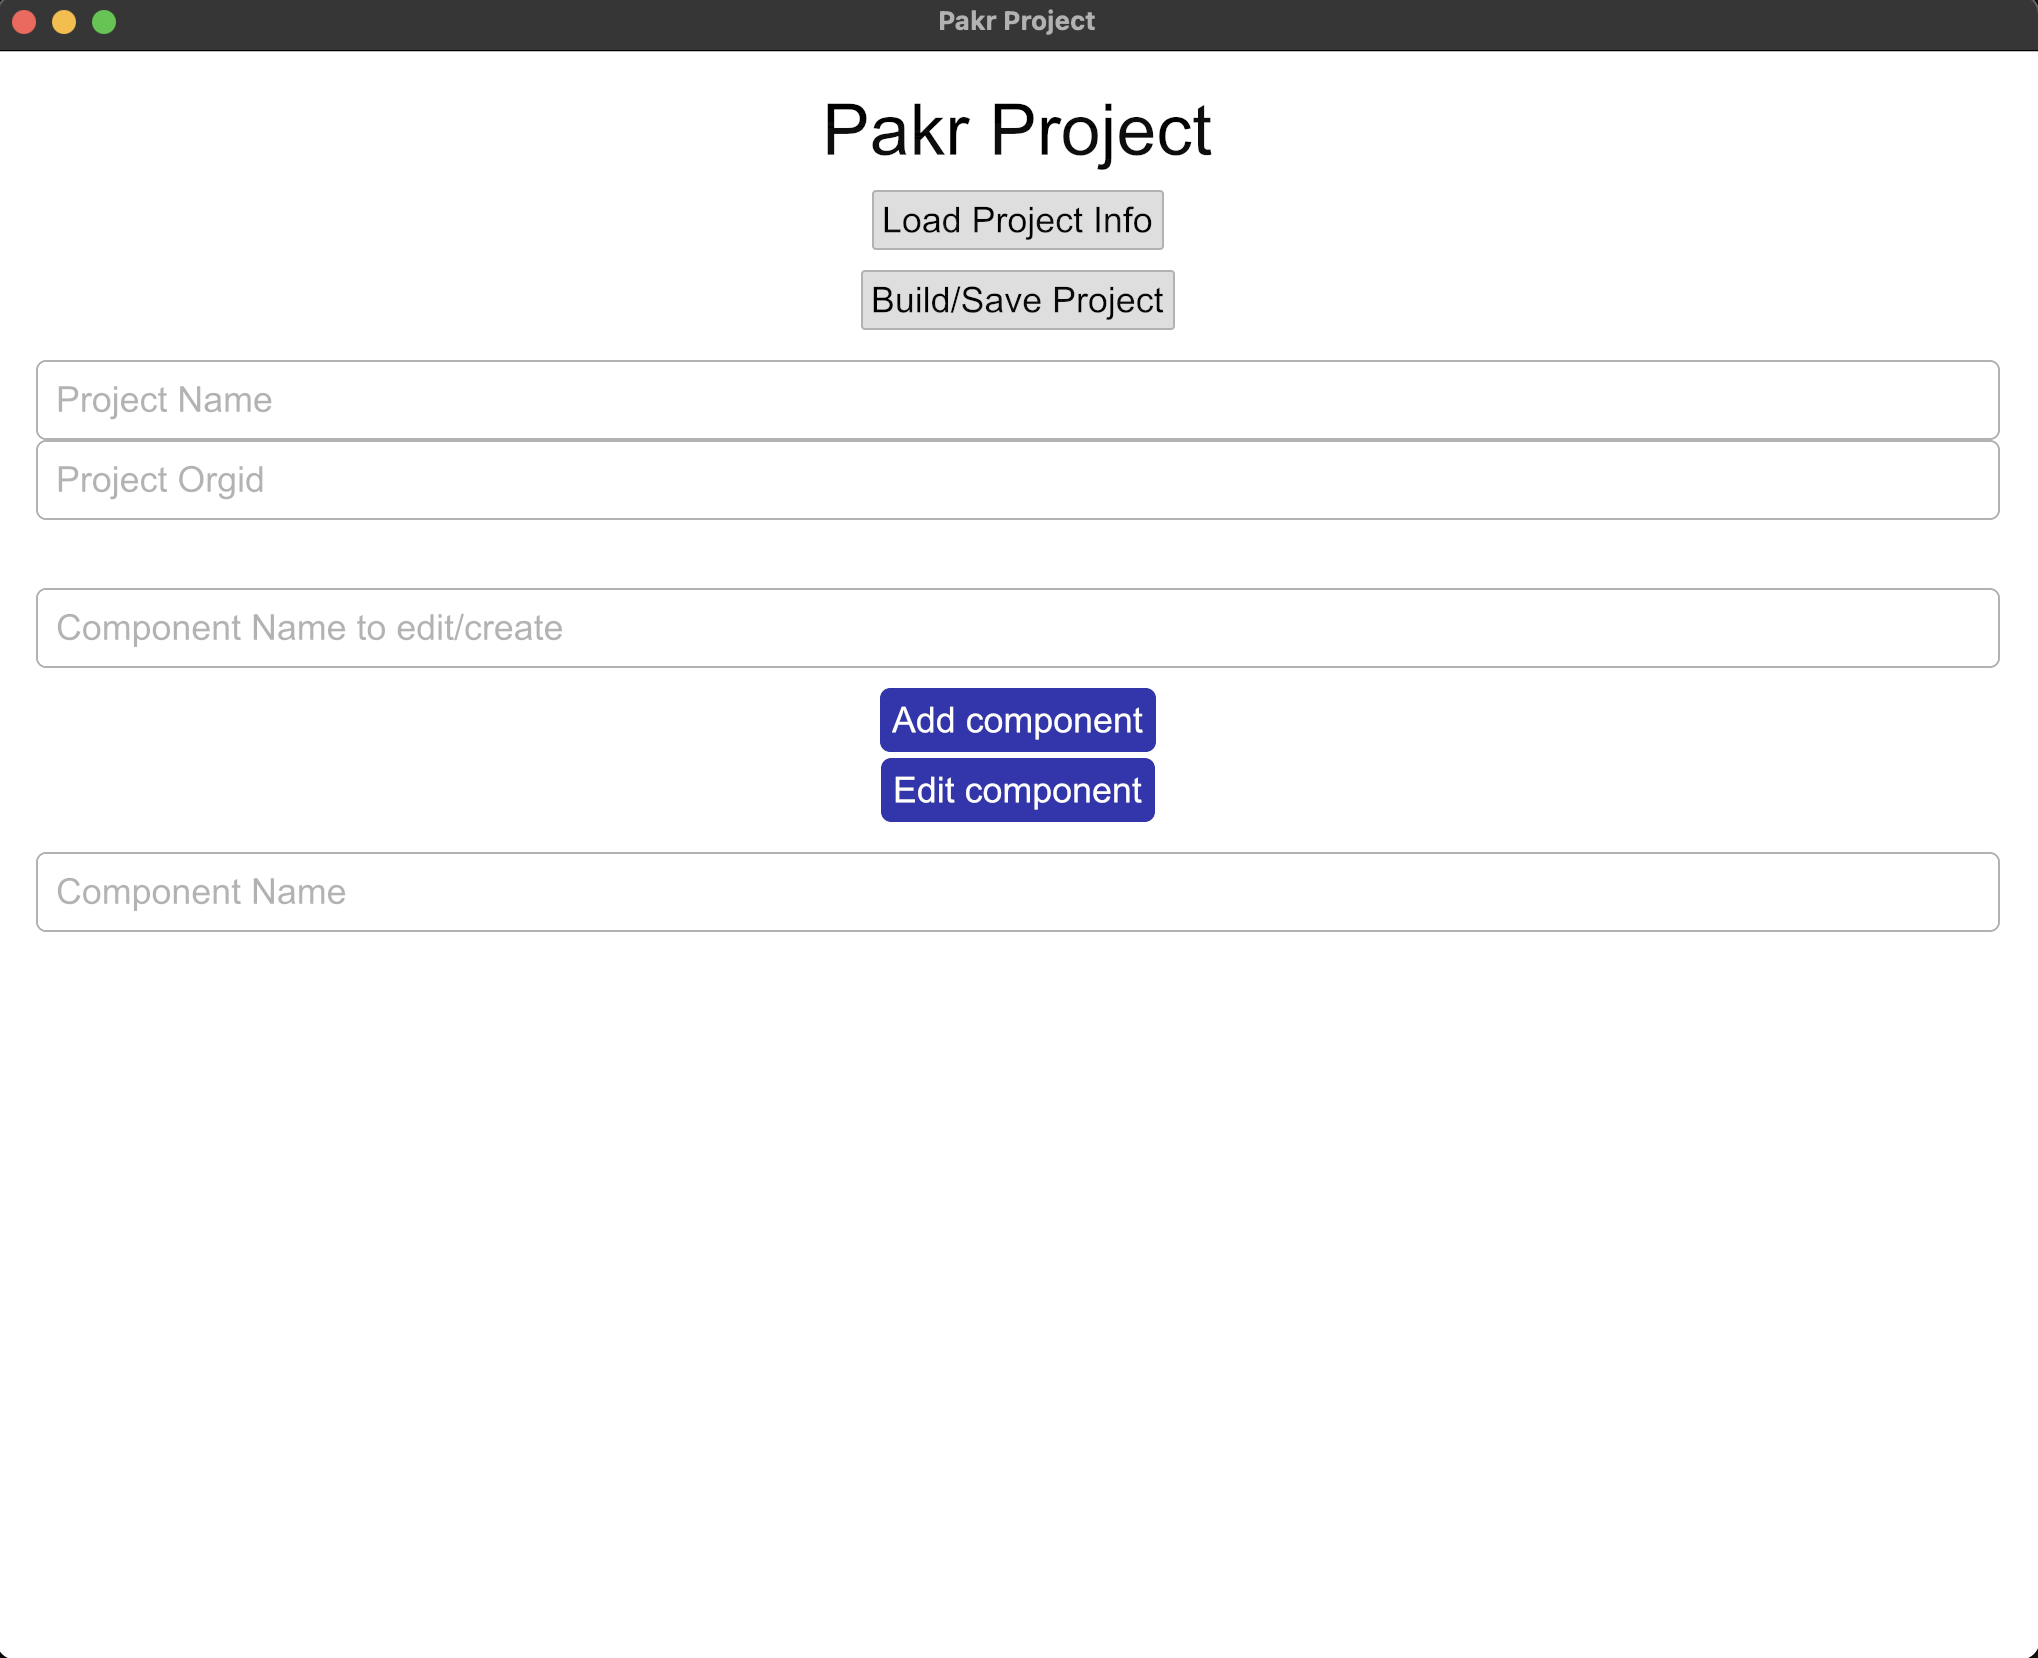 Pakr Project
Pakr Project
Load Project Info
Build/Save Project
Project Name
Project Orgid
Component Name to edit/create
Add component
Edit component
Component Name